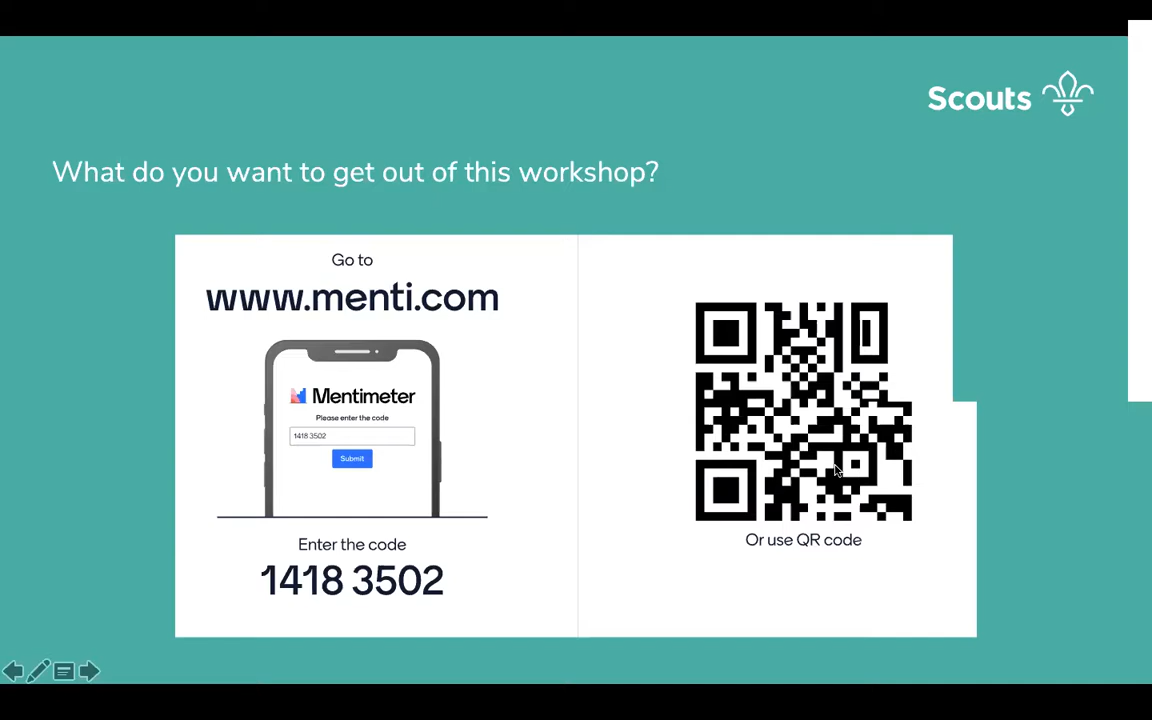 Scouts
What do you want to get out of this workshop?
Go to
www.menti.com
Mentimeter
Please enter the code
1418 3502
Submit
Enter the code
1418 3502
Or use QR code